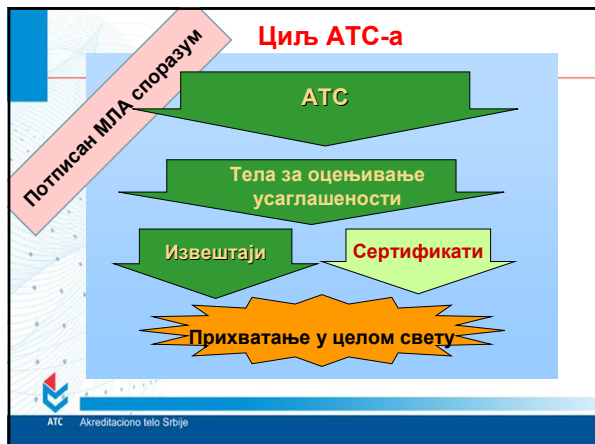 Циљ АТС-а
Потписан МЛА споразум
АТС
Тела за оцењивање
усаглашености
Извештаји
Сертификати
Прихватање у целом свету
АТС Akreditaciono telo Srbije